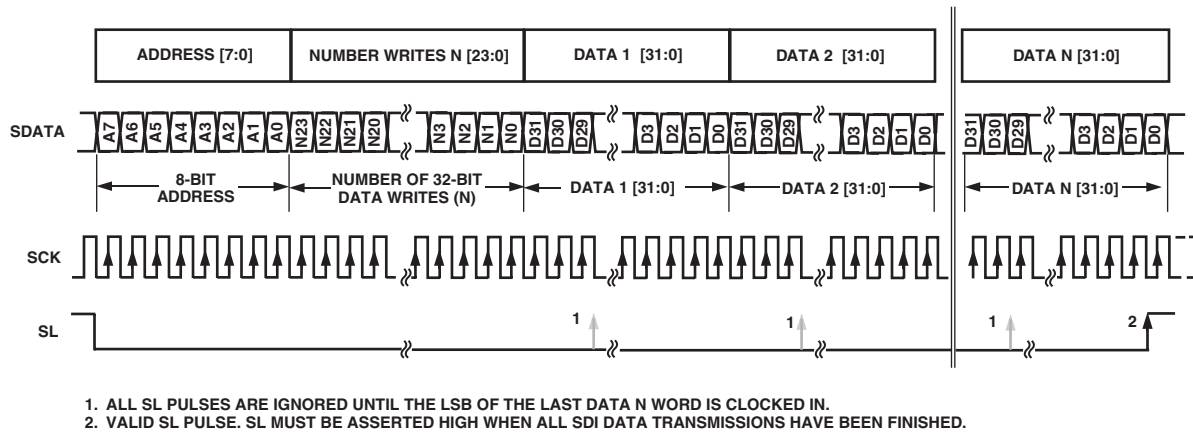 ADDRESS [7:0] NUMBER WRITES N [23:0] DATA 1 [31:0] DATA 2 [31:0] DATA N [31:0]
SDATA A7 A6 A5 A4 A3 A2 A1 A0 N23 N22 N21 N20 N3 N2 N1 N0 D31 D30 D29 D3 D2 D1 D0 D31 D30 D29 D3 D2 D1 D0 D31 D30 D29 D3 D2 D1 D0
8-BIT
ADDRESS
NUMBER OF 32-BIT
DATA WRITES (N)
DATA 1 [31:0] DATA 2 [31:0] DATA N [31:0]
SCK
SL 1 1 1 2
1. ALL SL PULSES ARE IGNORED UNTIL THE LSB OF THE LAST DATA N WORD IS CLOCKED IN.
2. VALID SL PULSE. SL MUST BE ASSERTED HIGH WHEN ALL SDI DATA TRANSMISSIONS HAVE BEEN FINISHED.